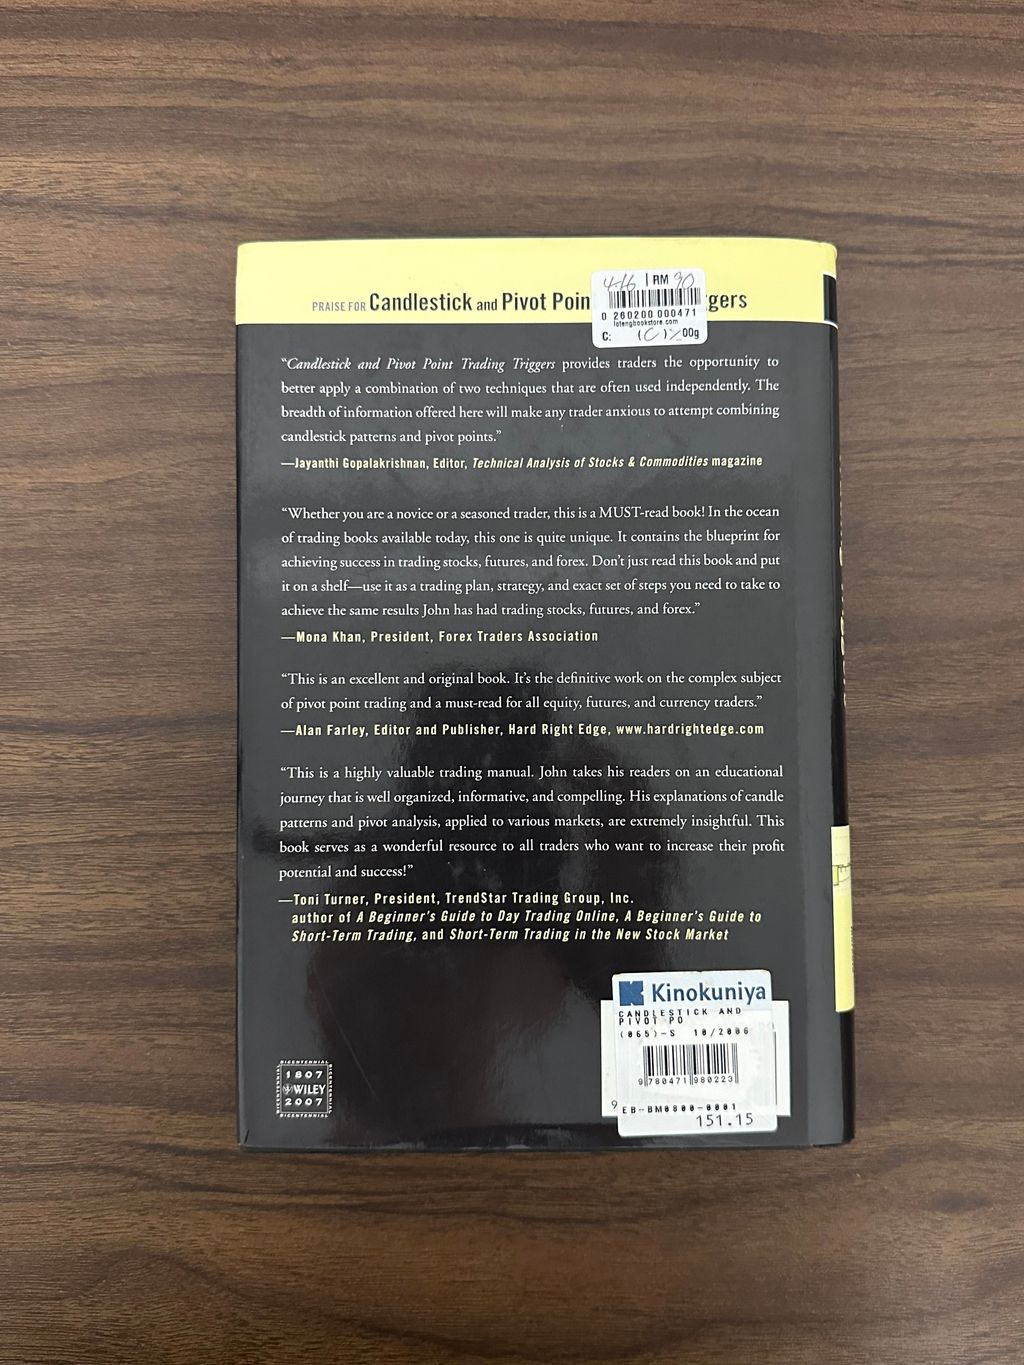 PRAISE FOR Candlestick and Pivot Poin ggers
RM 90
0 260200 000471
lotengbookstore.com
C: 00g
“Candlestick and Pivot Point Trading Triggers provides traders the opportunity to
better apply a combination of two techniques that are often used independently. The
breadth of information offered here will make any trader anxious to attempt combining
candlestick patterns and pivot points.”
—Jayanthi Gopalakrishnan, Editor, Technical Analysis of Stocks & Commodities magazine
“Whether you are a novice or a seasoned trader, this is a MUST-read book! In the ocean
of trading books available today, this one is quite unique. It contains the blueprint for
achieving success in trading stocks, futures, and forex. Don’t just read this book and put
it on a shelf—use it as a trading plan, strategy, and exact set of steps you need to take to
achieve the same results John has had trading stocks, futures, and forex.”
—Mona Khan, President, Forex Traders Association
“This is an excellent and original book. It’s the definitive work on the complex subject
of pivot point trading and a must-read for all equity, futures, and currency traders.”
—Alan Farley, Editor and Publisher, Hard Right Edge, www.hardrightedge.com
“This is a highly valuable trading manual. John takes his readers on an educational
journey that is well organized, informative, and compelling. His explanations of candle
patterns and pivot analysis, applied to various markets, are extremely insightful. This
book serves as a wonderful resource to all traders who want to increase their profit
potential and success!”
—Toni Turner, President, TrendStar Trading Group, Inc.
author of A Beginner’s Guide to Day Trading Online, A Beginner’s Guide to
Short-Term Trading, and Short-Term Trading in the New Stock Market
Kinokuniya
CANDLESTICK AND
PIVOT PO
(065)-S 10/2006
9 780471 980223
9
EB-BM0800-0001
151.15
BICENTENNIAL
1807
WILEY
2007
BICENTENNIAL
BICENTENNIAL
BICENTENNIAL